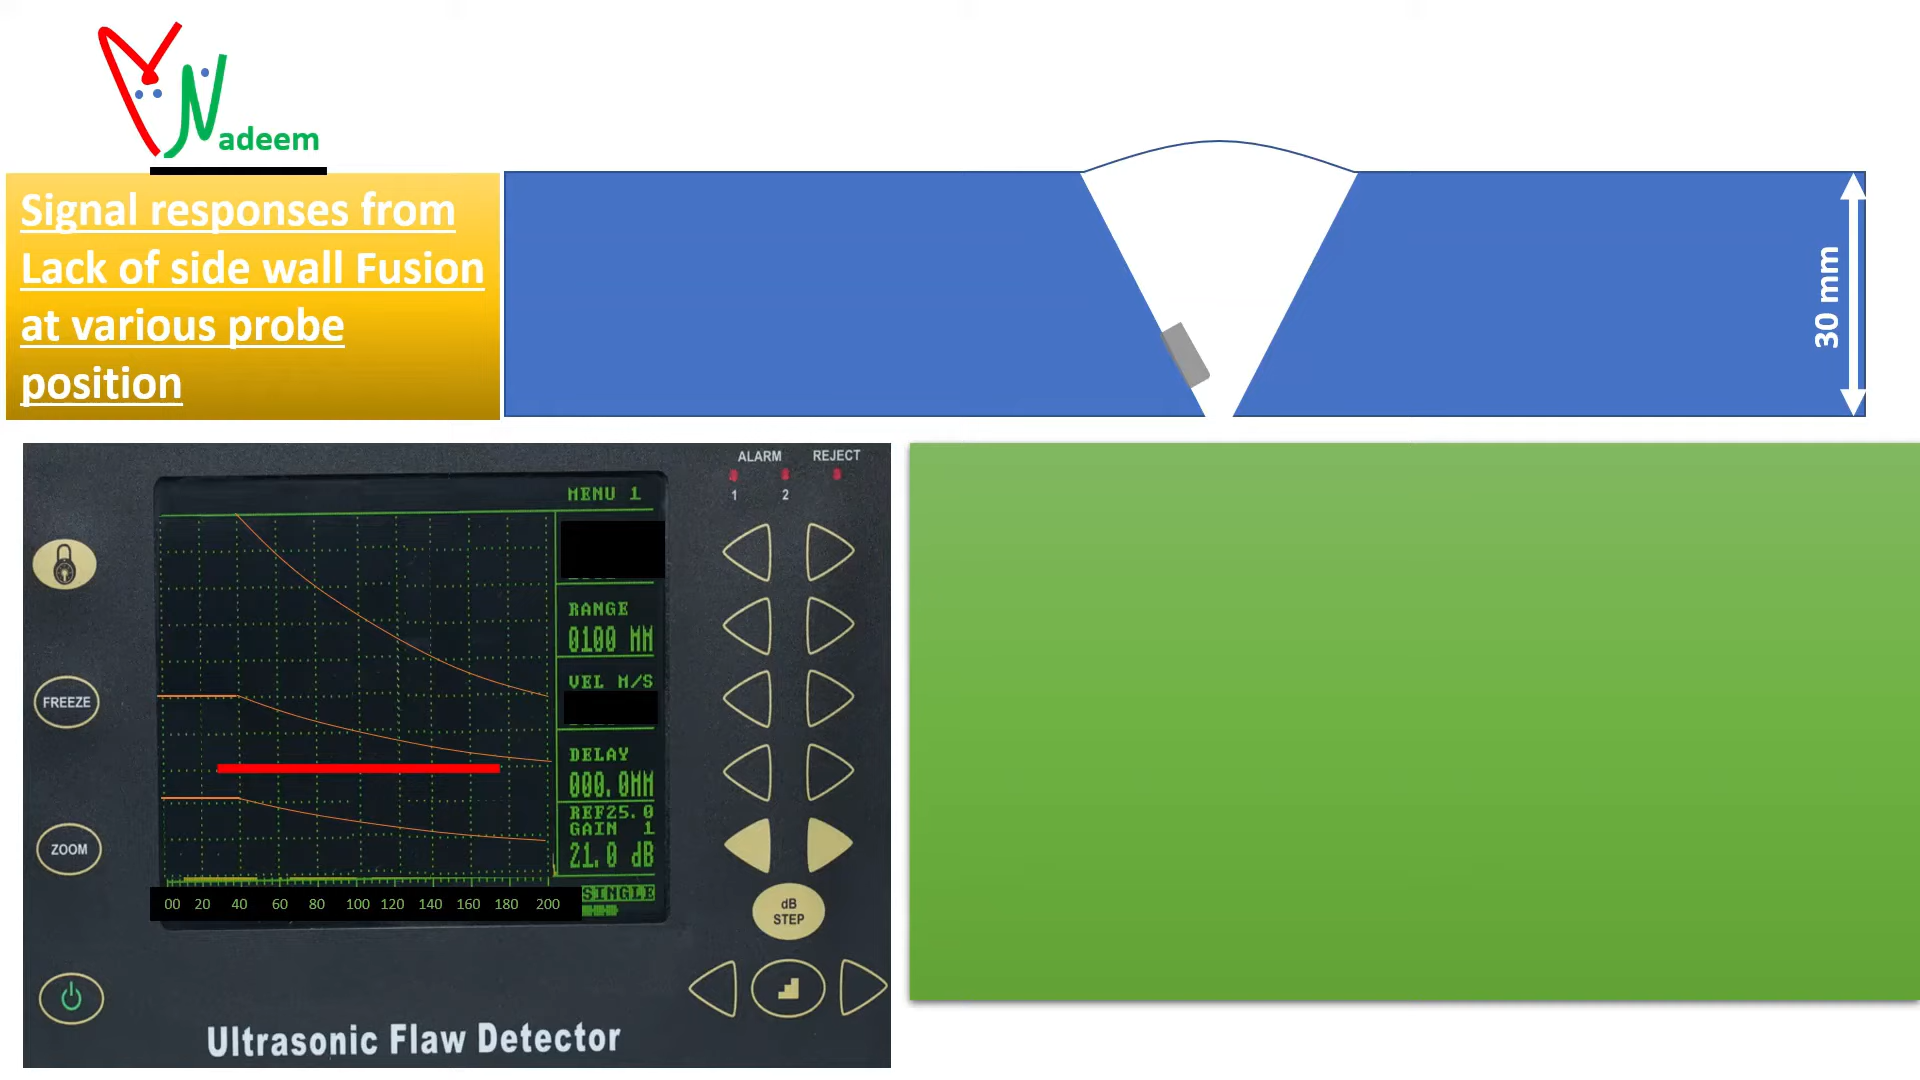 Nadeem
Signal responses from
Lack of side wall Fusion
at various probe
position
30 mm
ALARM REJECT
1 2
MENU 1
RANGE
0100 MM
VEL M/S
DELAY
000.0MM
REF25.0
GAIN 1
21.0 dB
SINGLE
00 20 40 60 80 100 120 140 160 180 200
FREEZE
ZOOM
dB
STEP
Ultrasonic Flaw Detector